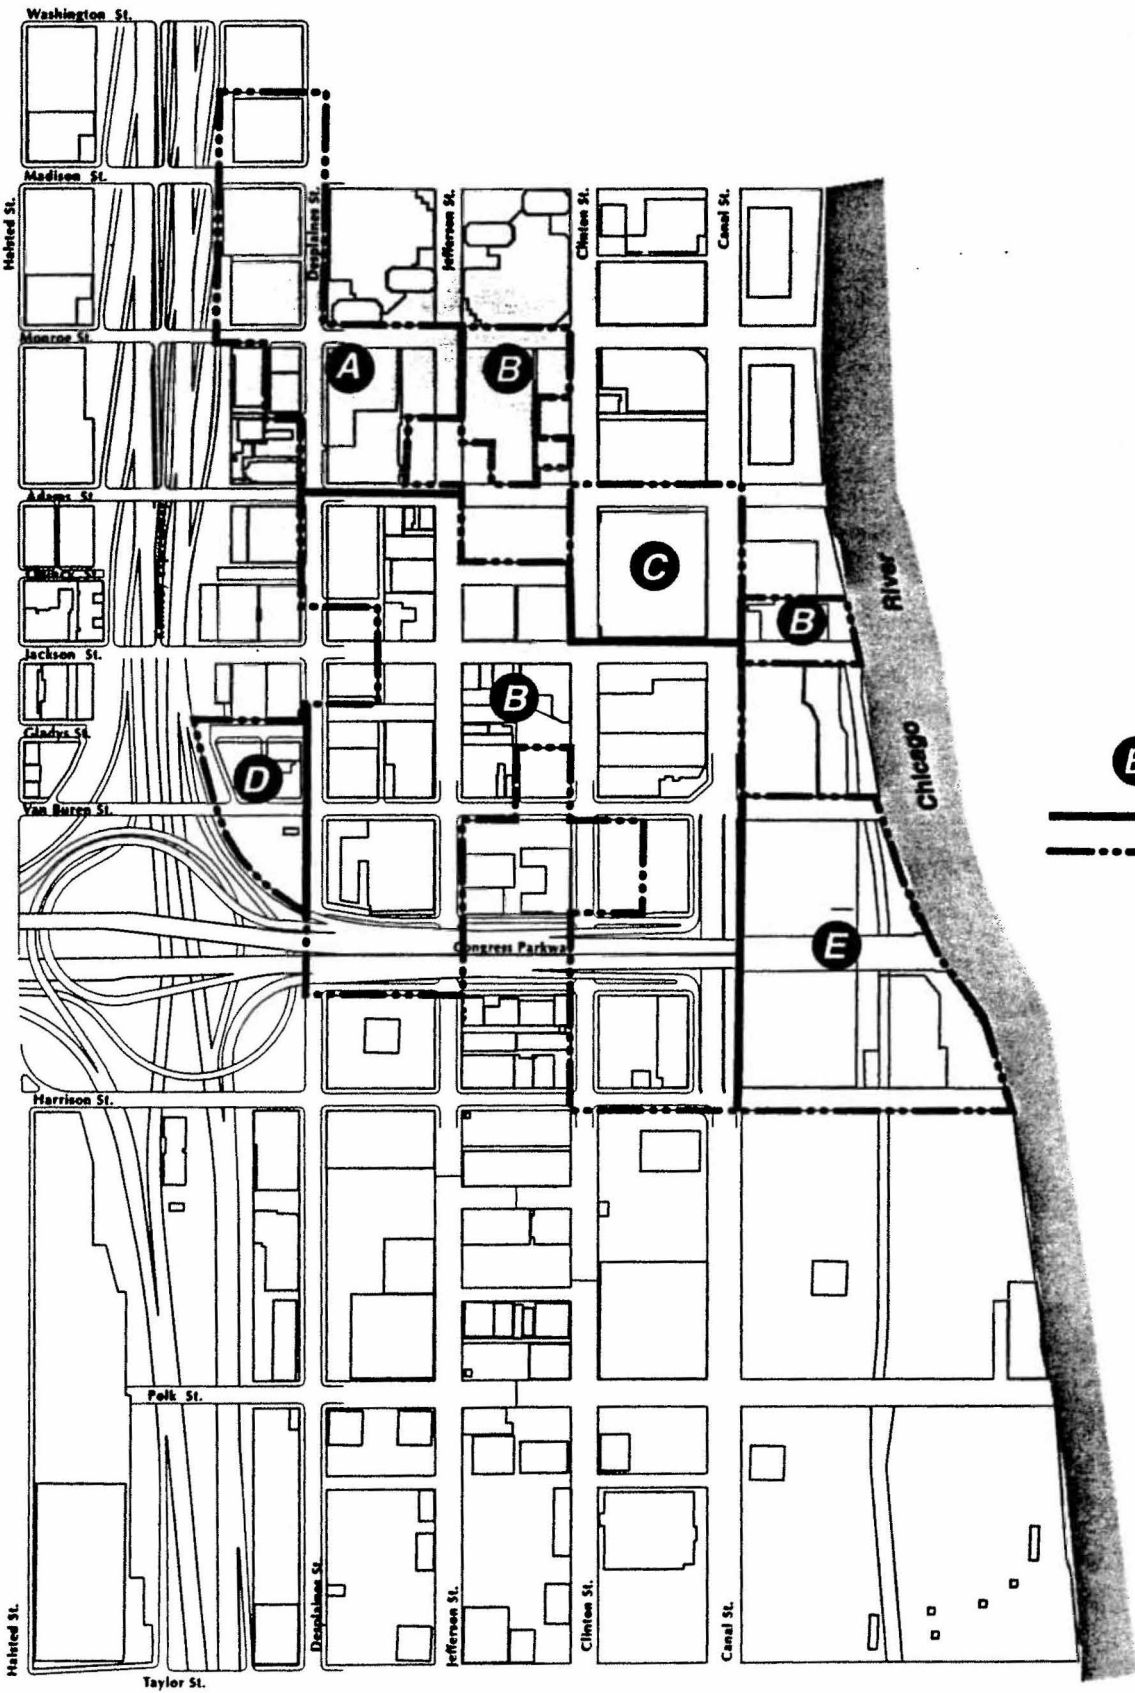 Washington St.
Madison St.
Halsted St.
Desplaines St.
Jefferson St.
Clinton St.
Canal St.
Monroe St.
A
B
Adams St.
C
River
B
Jackson St.
B
Gladys St.
Chicago
D
Van Buren St.
E
Congress Parkway
Harrison St.
Polk St.
Halsted St.
Desplaines St.
Jefferson St.
Clinton St.
Canal St.
Taylor St.